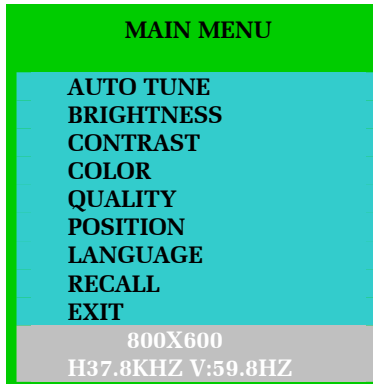 MAIN MENU
AUTO TUNE
BRIGHTNESS
CONTRAST
COLOR
QUALITY
POSITION
LANGUAGE
RECALL
EXIT
800X600
H37.8KHZ V:59.8HZ